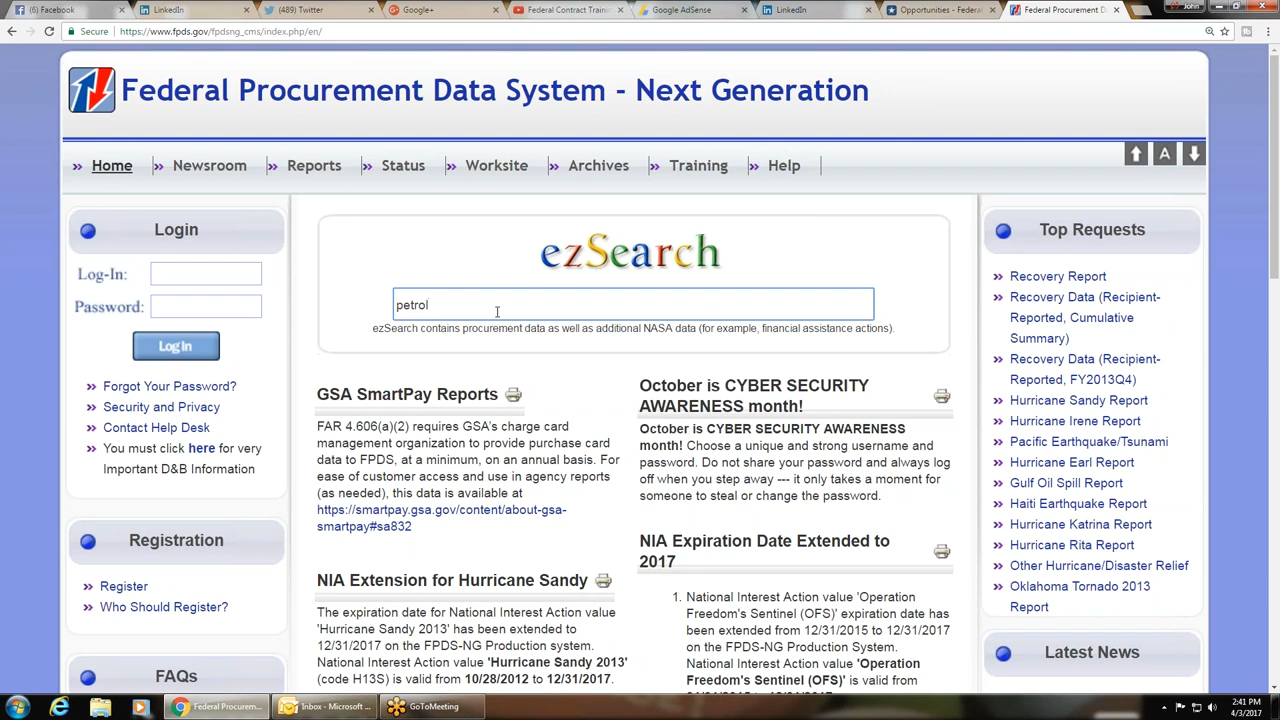 (6) Facebook
LinkedIn
(489) Twitter
Google+
Federal Contract Traini
Google AdSense
LinkedIn
Opportunities - Federal
Federal Procurement D
John
Secure
https://www.fpds.gov/fpdsng_cms/index.php/en/
Federal Procurement Data System - Next Generation
Home
Newsroom
Reports
Status
Worksite
Archives
Training
Help
A
Login
Log-In:
Password:
Log In
Forgot Your Password?
Security and Privacy
Contact Help Desk
You must click here for very
Important D&B Information
Registration
Register
Who Should Register?
FAQs
ezSearch
petrol
ezSearch contains procurement data as well as additional NASA data (for example, financial assistance actions).
GSA SmartPay Reports
FAR 4.606(a)(2) requires GSA's charge card
management organization to provide purchase card
data to FPDS, at a minimum, on an annual basis. For
ease of customer access and use in agency reports
(as needed), this data is available at
https://smartpay.gsa.gov/content/about-gsa-
smartpay#sa832
NIA Extension for Hurricane Sandy
The expiration date for National Interest Action value
'Hurricane Sandy 2013' has been extended to
12/31/2017 on the FPDS-NG Production system.
National Interest Action value 'Hurricane Sandy 2013'
(code H13S) is valid from 10/28/2012 to 12/31/2017.
October is CYBER SECURITY
AWARENESS month!
October is CYBER SECURITY AWARENESS
month! Choose a unique and strong username and
password. Do not share your password and always log
off when you step away --- it only takes a moment for
someone to steal or change the password.
NIA Expiration Date Extended to
2017
1. National Interest Action value 'Operation
Freedom's Sentinel (OFS)' expiration date has
been extended from 12/31/2015 to 12/31/2017
on the FPDS-NG Production System.
National Interest Action value 'Operation
Freedom's Sentinel (OFS)' is valid from
Top Requests
Recovery Report
Recovery Data (Recipient-
Reported, Cumulative
Summary)
Recovery Data (Recipient-
Reported, FY2013Q4)
Hurricane Sandy Report
Hurricane Irene Report
Pacific Earthquake/Tsunami
Hurricane Earl Report
Gulf Oil Spill Report
Haiti Earthquake Report
Hurricane Katrina Report
Hurricane Rita Report
Other Hurricane/Disaster Relief
Oklahoma Tornado 2013
Report
Latest News
Federal Procurem...
Inbox - Microsoft ...
GoToMeeting
2:41 PM
4/3/2017